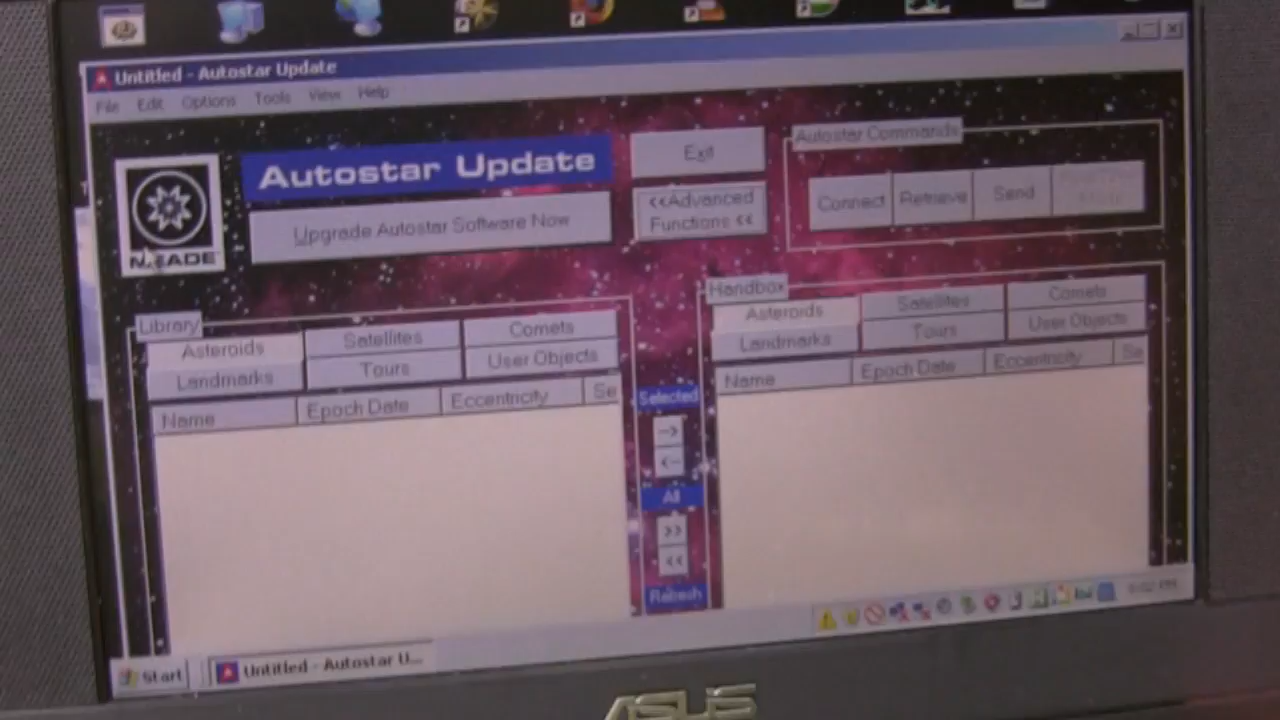 Untitled - Autostar Update
File Edit Options Tools View Help
MEADE
Autostar Update
Upgrade Autostar Software Now
Exit
<<Advanced
Functions <<
Autostar Commands
Connect Retrieve Send
Library
Asteroids Satellites Comets
Landmarks Tours User Objects
Name Epoch Date Eccentricity Se
Selected
-->
<--
All
>>
<<
Refresh
Handbox
Asteroids Satellites Comets
Landmarks Tours User Objects
Name Epoch Date Eccentricity Se
Start Untitled - Autostar U...
ASUS